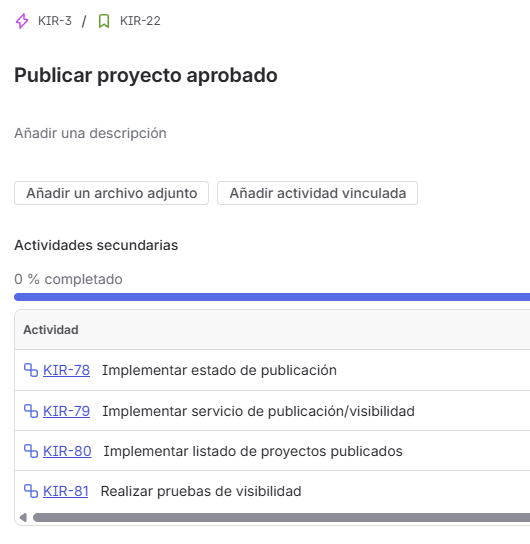 KIR-3 / KIR-22
Publicar proyecto aprobado
Añadir una descripción
Añadir un archivo adjunto Añadir actividad vinculada
Actividades secundarias
0 % completado
Actividad
KIR-78 Implementar estado de publicación
KIR-79 Implementar servicio de publicación/visibilidad
KIR-80 Implementar listado de proyectos publicados
KIR-81 Realizar pruebas de visibilidad